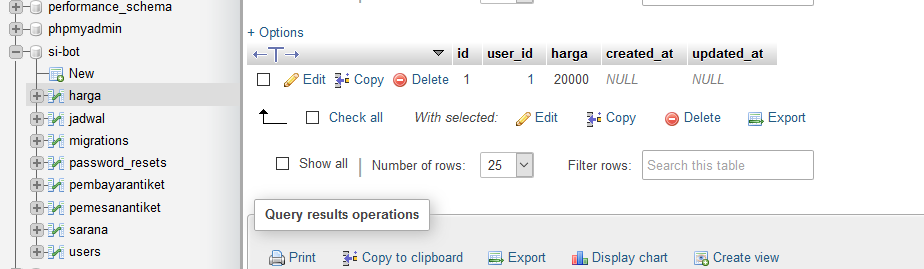 performance_schema
phpmyadmin
si-bot
New
harga
jadwal
migrations
password_resets
pembayarantiket
pemesanantiket
sarana
users
+ Options
←T→ id user_id harga created_at updated_at
Edit Copy Delete 1 1 20000 NULL NULL
Check all With selected: Edit Copy Delete Export
Show all Number of rows: 25 Filter rows: Search this table
Query results operations
Print Copy to clipboard Export Display chart Create view